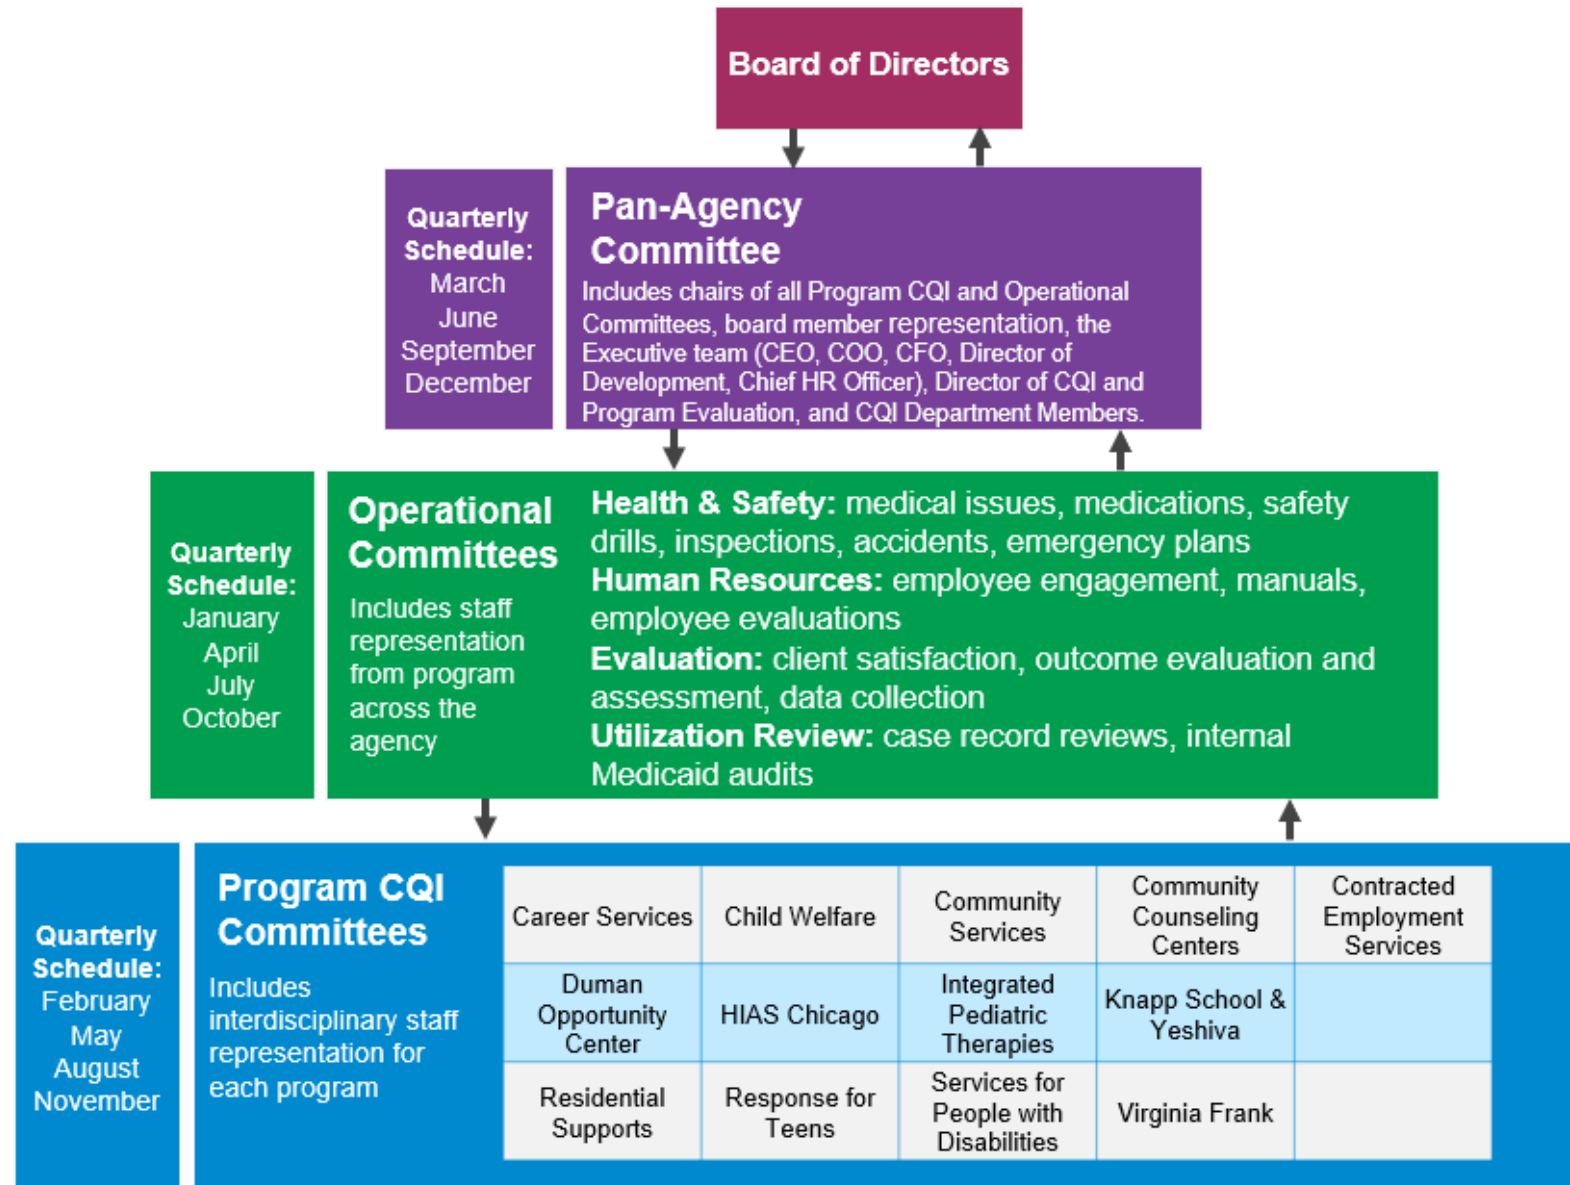 Board of Directors
Quarterly
Schedule:
March
June
September
December
Pan-Agency
Committee
Includes chairs of all Program CQI and Operational
Committees, board member representation, the
Executive team (CEO, COO, CFO, Director of
Development, Chief HR Officer), Director of CQI and
Program Evaluation, and CQI Department Members.
Quarterly
Schedule:
January
April
July
October
Operational
Committees
Includes staff
representation
from program
across the
agency
Health & Safety: medical issues, medications, safety
drills, inspections, accidents, emergency plans
Human Resources: employee engagement, manuals,
employee evaluations
Evaluation: client satisfaction, outcome evaluation and
assessment, data collection
Utilization Review: case record reviews, internal
Medicaid audits
Quarterly
Schedule:
February
May
August
November
Program CQI
Committees
Includes
interdisciplinary staff
representation for
each program
Career Services
Child Welfare
Community
Services
Community
Counseling
Centers
Contracted
Employment
Services
Duman
Opportunity
Center
HIAS Chicago
Integrated
Pediatric
Therapies
Knapp School &
Yeshiva
Residential
Supports
Response for
Teens
Services for
People with
Disabilities
Virginia Frank